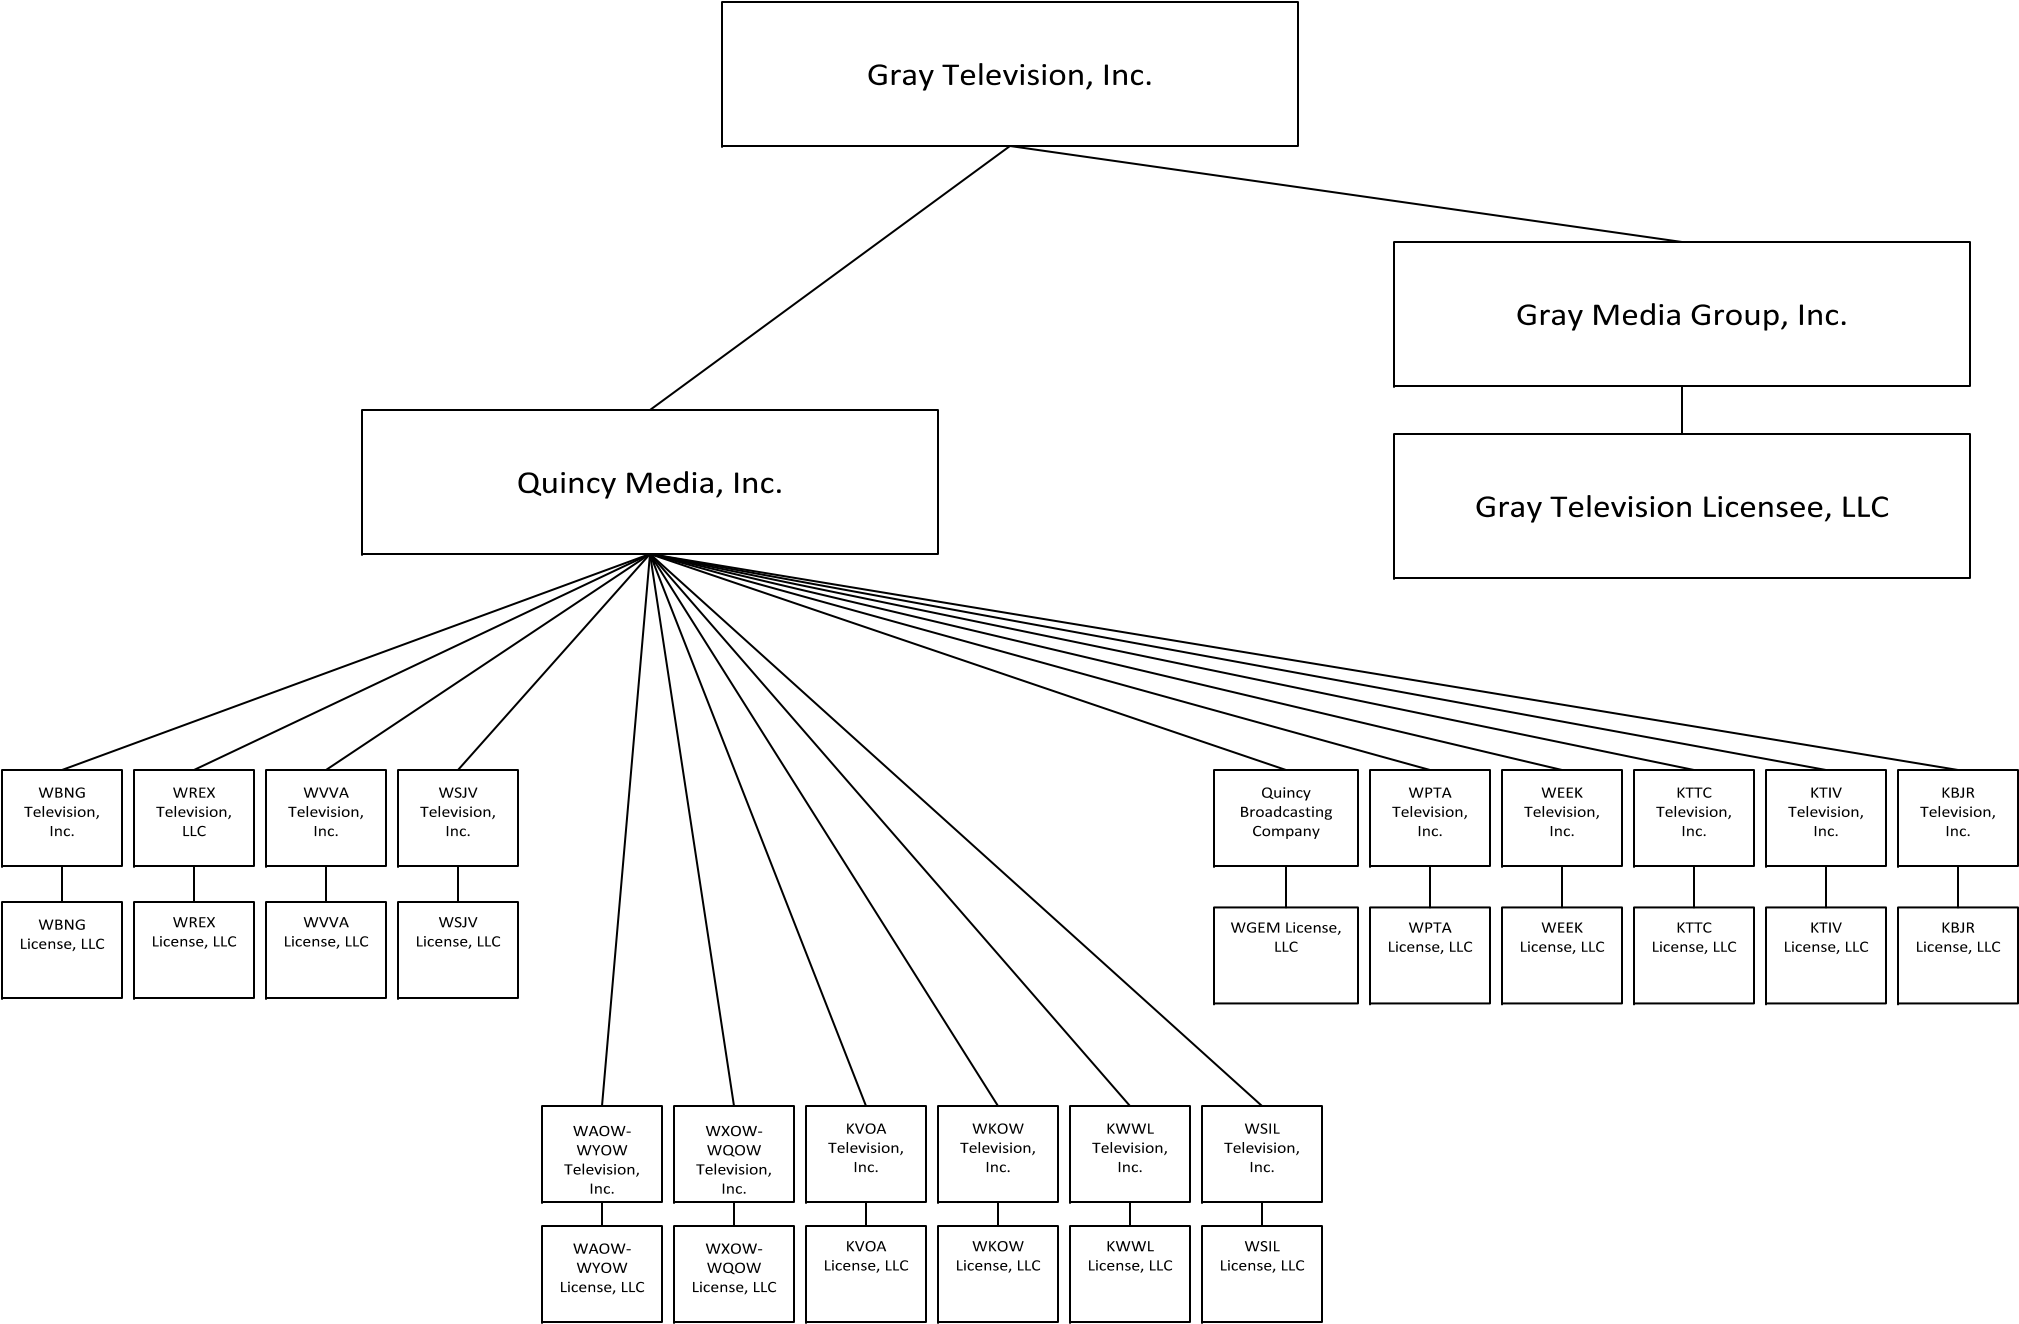 Gray Television, Inc.
Gray Media Group, Inc.
Quincy Media, Inc.
Gray Television Licensee, LLC
WBNG
Television,
Inc.
WREX
Television,
LLC
WVVA
Television,
Inc.
WSJV
Television,
Inc.
Quincy
Broadcasting
Company
WPTA
Television,
Inc.
WEEK
Television,
Inc.
KTTC
Television,
Inc.
KTIV
Television,
Inc.
KBJR
Television,
Inc.
WBNG
License, LLC
WREX
License, LLC
WVVA
License, LLC
WSJV
License, LLC
WGEM License,
LLC
WPTA
License, LLC
WEEK
License, LLC
KTTC
License, LLC
KTIV
License, LLC
KBJR
License, LLC
WAOW-
WYOW
Television,
Inc.
WXOW-
WQOW
Television,
Inc.
KVOA
Television,
Inc.
WKOW
Television,
Inc.
KWWL
Television,
Inc.
WSIL
Television,
Inc.
WAOW-
WYOW
License, LLC
WXOW-
WQOW
License, LLC
KVOA
License, LLC
WKOW
License, LLC
KWWL
License, LLC
WSIL
License, LLC